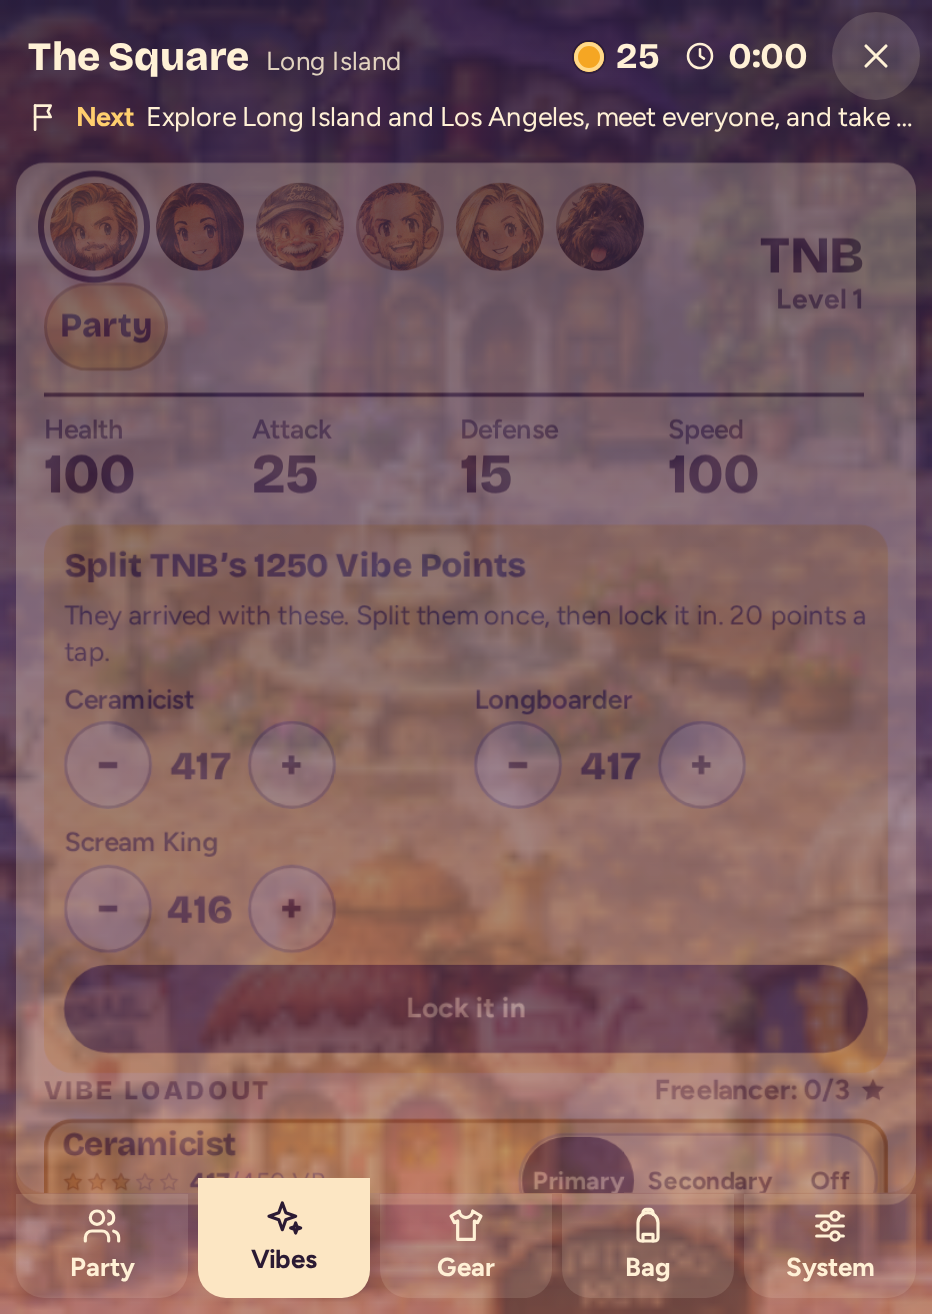 The Square Long Island 25 0:00
Next Explore Long Island and Los Angeles, meet everyone, and take ...
TNB
Level 1
Party
Health Attack Defense Speed
100 25 15 100
Split TNB’s 1250 Vibe Points
They arrived with these. Split them once, then lock it in. 20 points a
tap.
Ceramicist Longboarder
− 417 + − 417 +
Scream King
− 416 +
Lock it in
VIBE LOADOUT Freelancer: 0/3 ★
Ceramicist
Primary Secondary Off
Party Vibes Gear Bag System